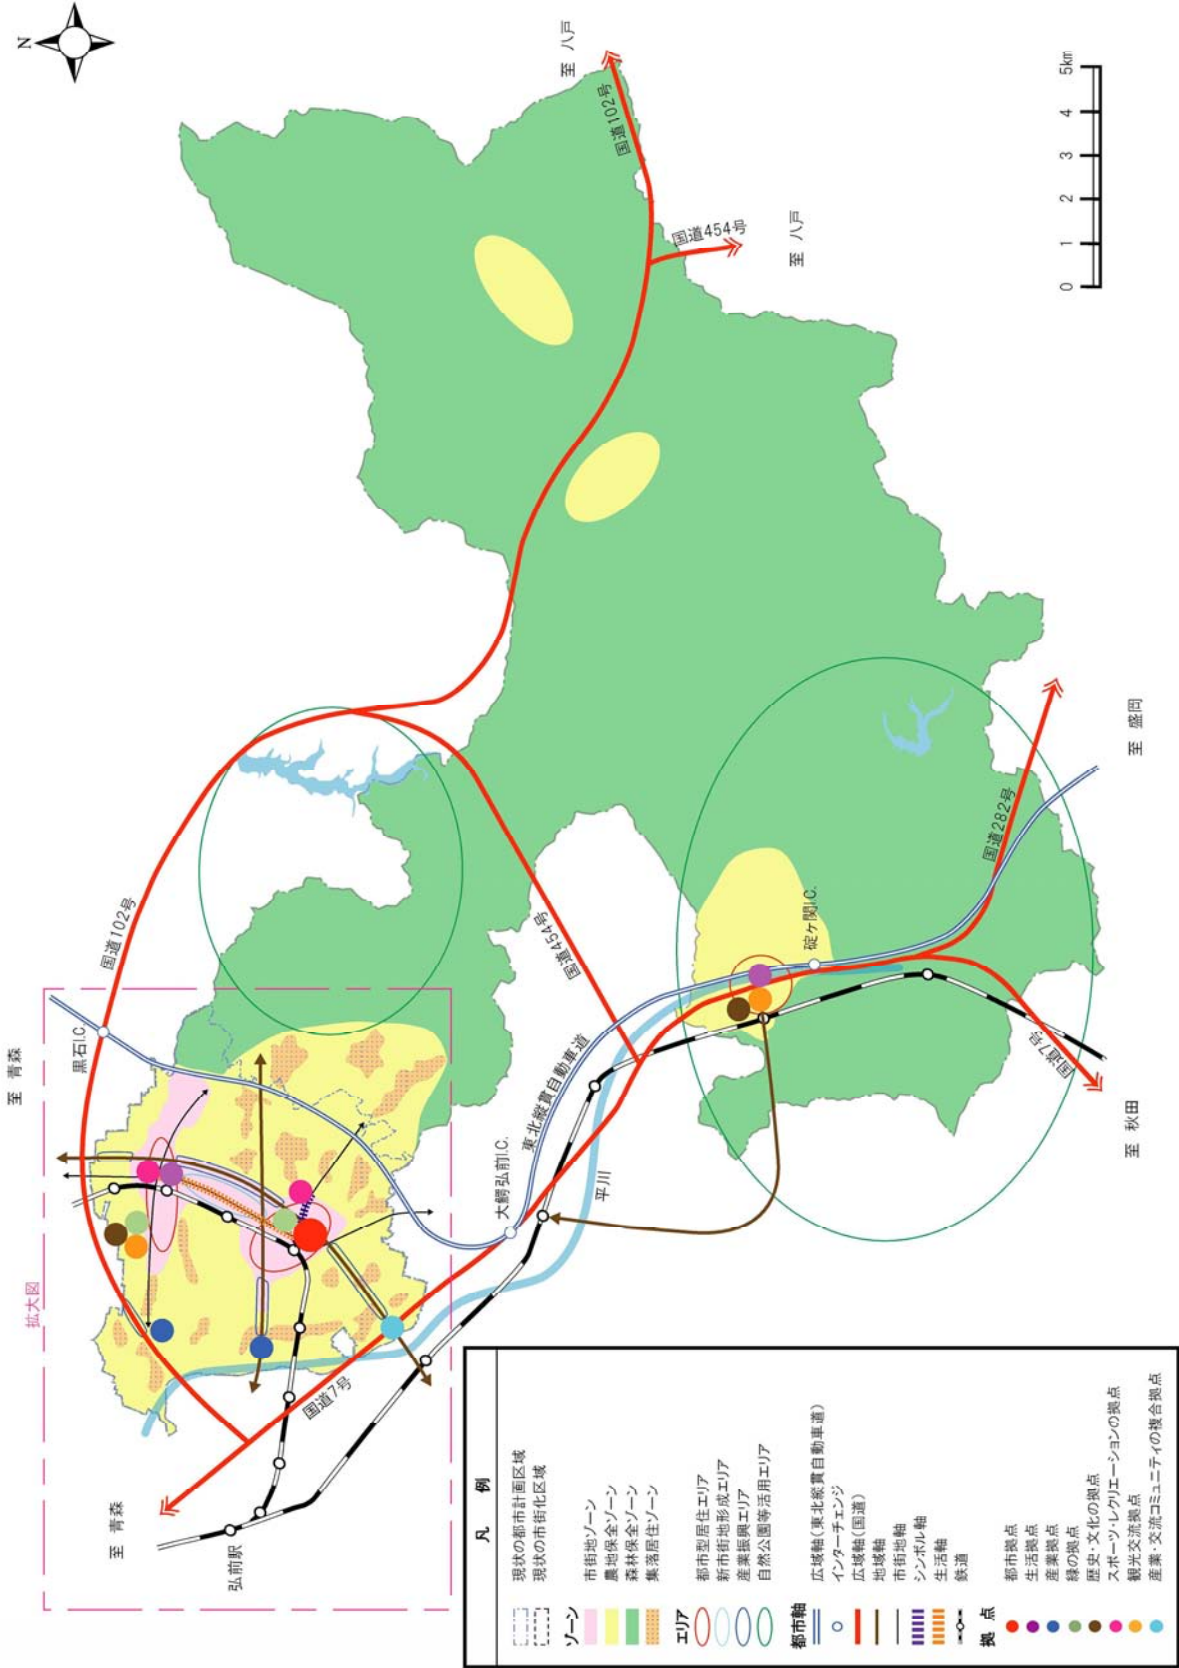 N
至 八戸
国道102号
国道454号
至 八戸
0 1 2 3 4 5km
至 青森
黒石I.C.
国道102号
拡大図
国道454号
大鰐弘前I.C.
東北縦貫自動車道
平川
碇ヶ関I.C.
国道282号
至 盛岡
国道7号
至 秋田
国道7号
至 青森
弘前駅
凡 例
現状の都市計画区域
現状の市街化区域
ゾーン
市街地ゾーン
農地保全ゾーン
森林保全ゾーン
集落居住ゾーン
エリア
都市型居住エリア
新市街地形成エリア
産業振興エリア
自然公園等活用エリア
都市軸
広域軸(東北縦貫自動車道)
インターチェンジ
広域軸(国道)
地域軸
市街地軸
シンボル軸
生活軸
鉄道
拠 点
都市拠点
生活拠点
産業拠点
緑の拠点
歴史・文化の拠点
スポーツ・レクリエーションの拠点
観光交流拠点
産業・交流コミュニティの複合拠点